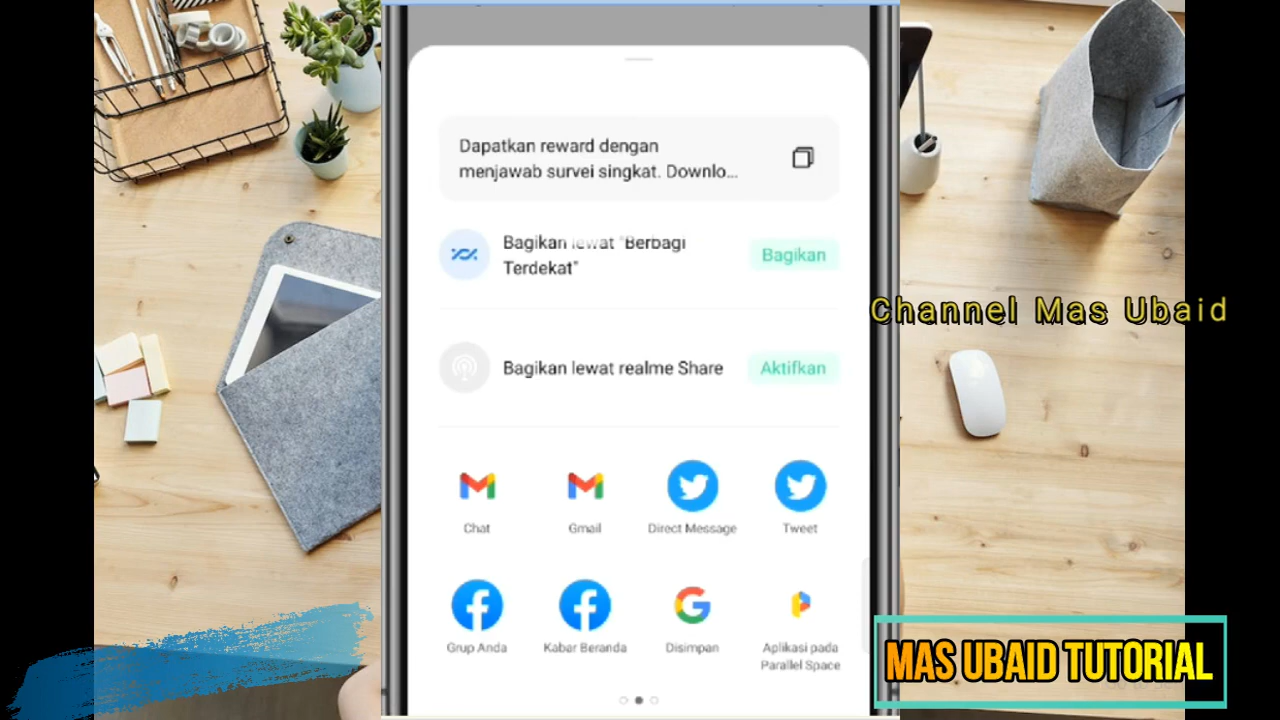 Dapatkan reward dengan
menjawab survei singkat. Downlo...
Bagikan lewat "Berbagi
Terdekat"
Bagikan
Bagikan lewat realme Share
Aktifkan
Channel Mas Ubaid
Chat
Gmail
Direct Message
Tweet
Grup Anda
Kabar Beranda
Disimpan
Aplikasi pada
Parallel Space
MAS UBAID TUTORIAL